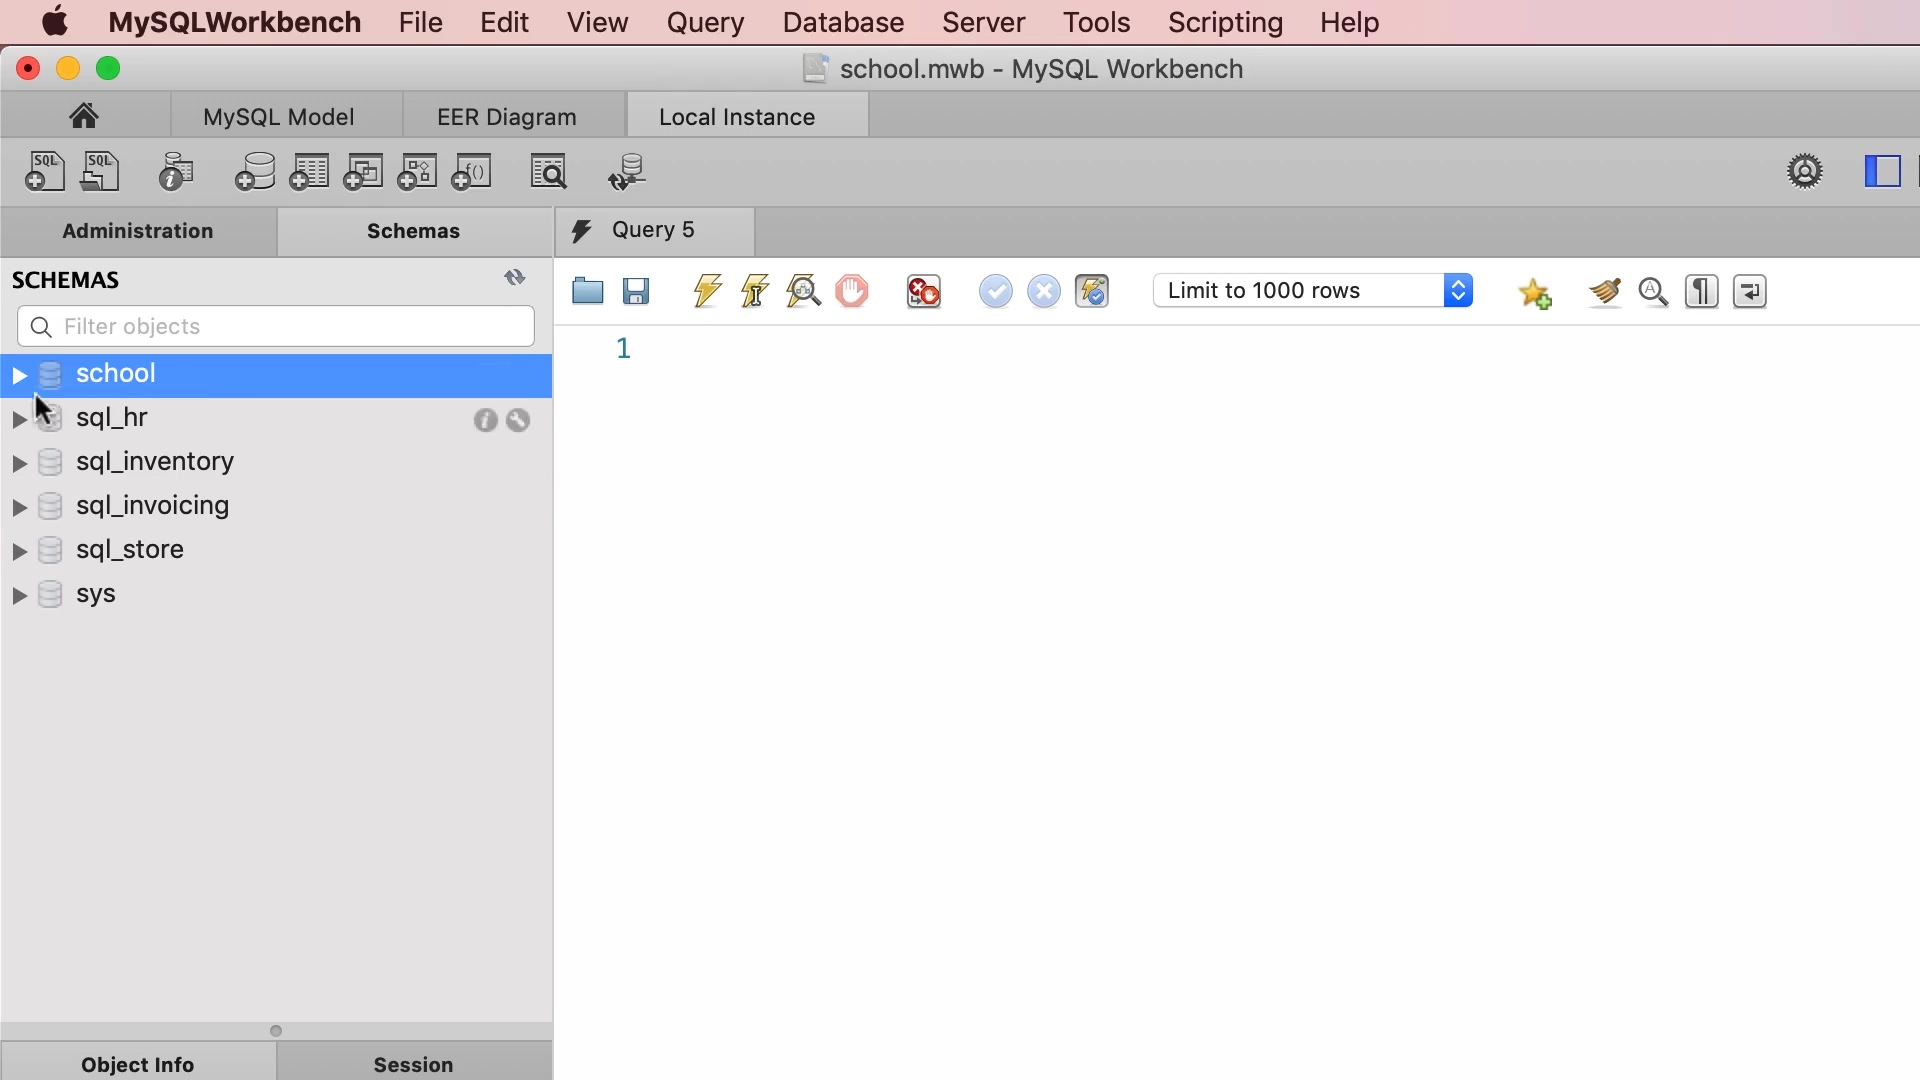 MySQLWorkbench File Edit View Query Database Server Tools Scripting Help
school.mwb - MySQL Workbench
MySQL Model EER Diagram Local Instance
SQL SQL
Administration Schemas Query 5
SCHEMAS
Limit to 1000 rows
Filter objects
1
school
sql_hr
sql_inventory
sql_invoicing
sql_store
sys
Object Info Session